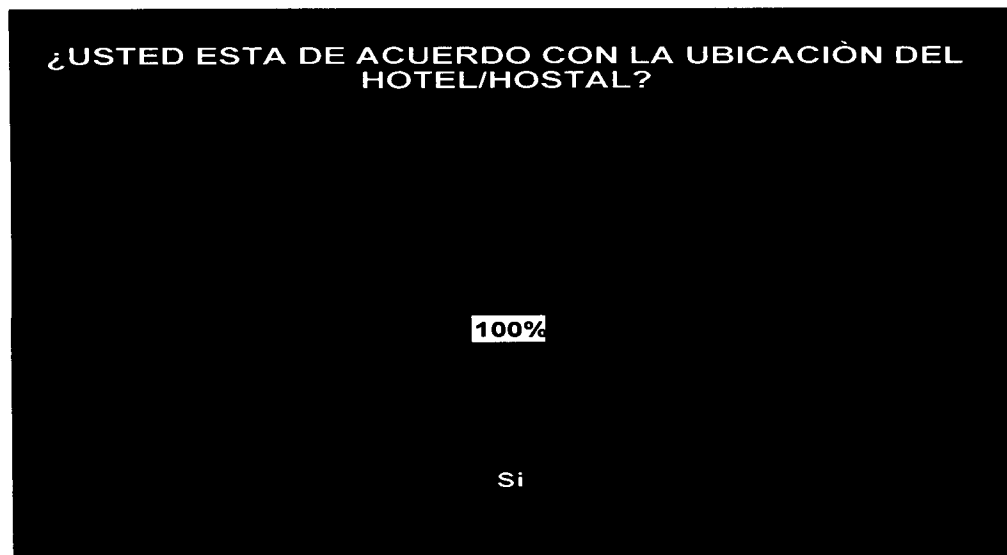 ¿USTED ESTA DE ACUERDO CON LA UBICACIÒN DEL
HOTEL/HOSTAL?
100%
Si